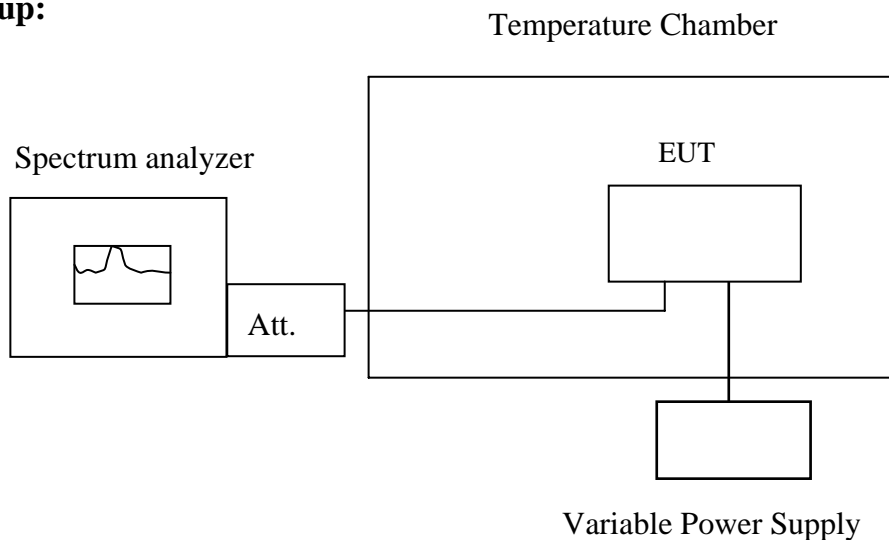 up:
Temperature Chamber
Spectrum analyzer
EUT
Att.
Variable Power Supply